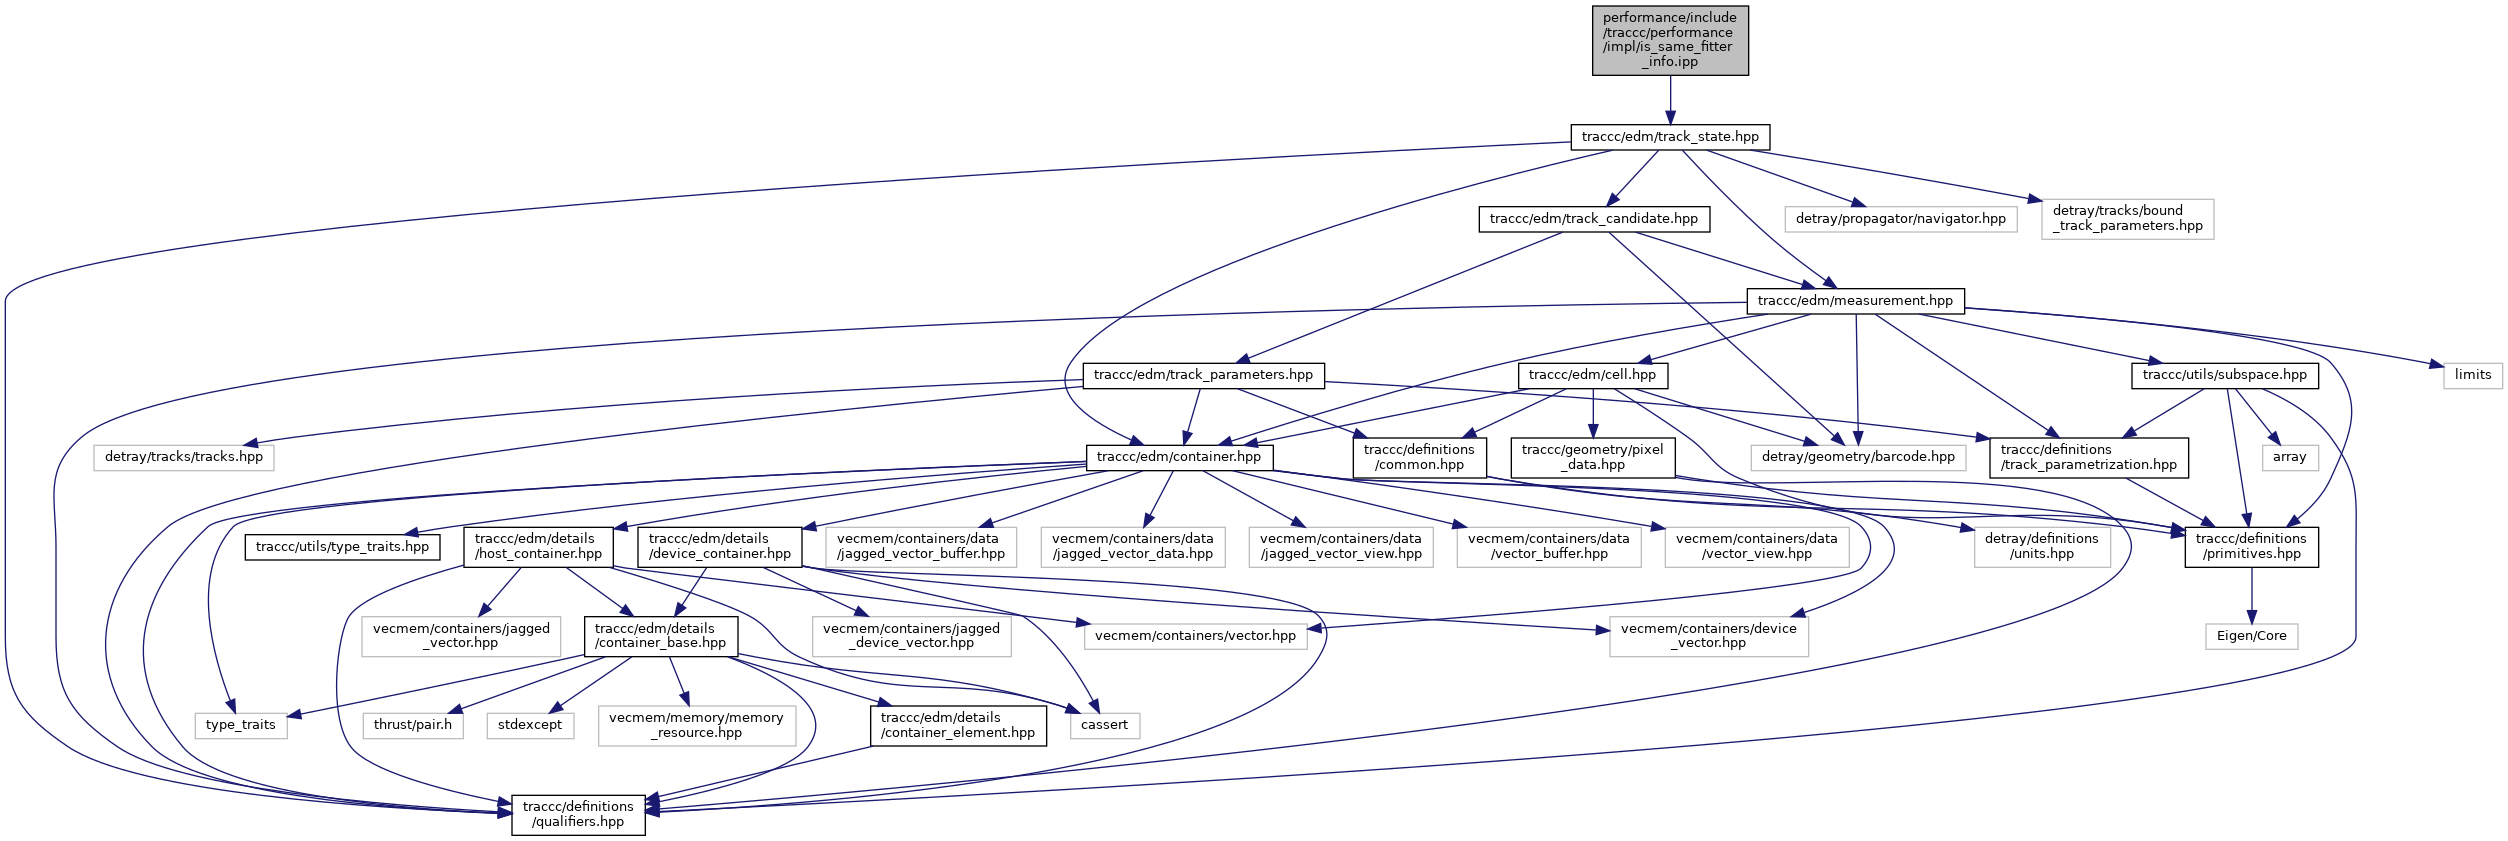 performance/include
/traccc/performance
/impl/is_same_fitter
_info.ipp
traccc/edm/track_state.hpp
traccc/edm/track_candidate.hpp
detray/propagator/navigator.hpp
detray/tracks/bound
_track_parameters.hpp
traccc/edm/measurement.hpp
traccc/edm/track_parameters.hpp
traccc/edm/cell.hpp
traccc/utils/subspace.hpp
limits
detray/tracks/tracks.hpp
traccc/edm/container.hpp
traccc/definitions
/common.hpp
traccc/geometry/pixel
_data.hpp
detray/geometry/barcode.hpp
traccc/definitions
/track_parametrization.hpp
array
traccc/utils/type_traits.hpp
traccc/edm/details
/host_container.hpp
traccc/edm/details
/device_container.hpp
vecmem/containers/data
/jagged_vector_buffer.hpp
vecmem/containers/data
/jagged_vector_data.hpp
vecmem/containers/data
/jagged_vector_view.hpp
vecmem/containers/data
/vector_buffer.hpp
vecmem/containers/data
/vector_view.hpp
detray/definitions
/units.hpp
traccc/definitions
/primitives.hpp
vecmem/containers/jagged
_vector.hpp
traccc/edm/details
/container_base.hpp
vecmem/containers/jagged
_device_vector.hpp
vecmem/containers/vector.hpp
vecmem/containers/device
_vector.hpp
Eigen/Core
type_traits
thrust/pair.h
stdexcept
vecmem/memory/memory
_resource.hpp
traccc/edm/details
/container_element.hpp
cassert
traccc/definitions
/qualifiers.hpp